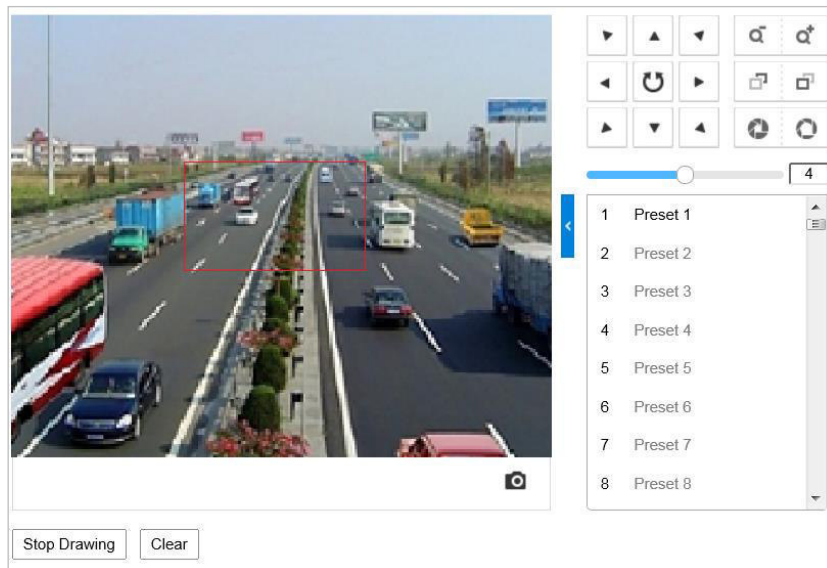 4
1 Preset 1
2 Preset 2
3 Preset 3
4 Preset 4
5 Preset 5
6 Preset 6
7 Preset 7
8 Preset 8
Stop Drawing Clear